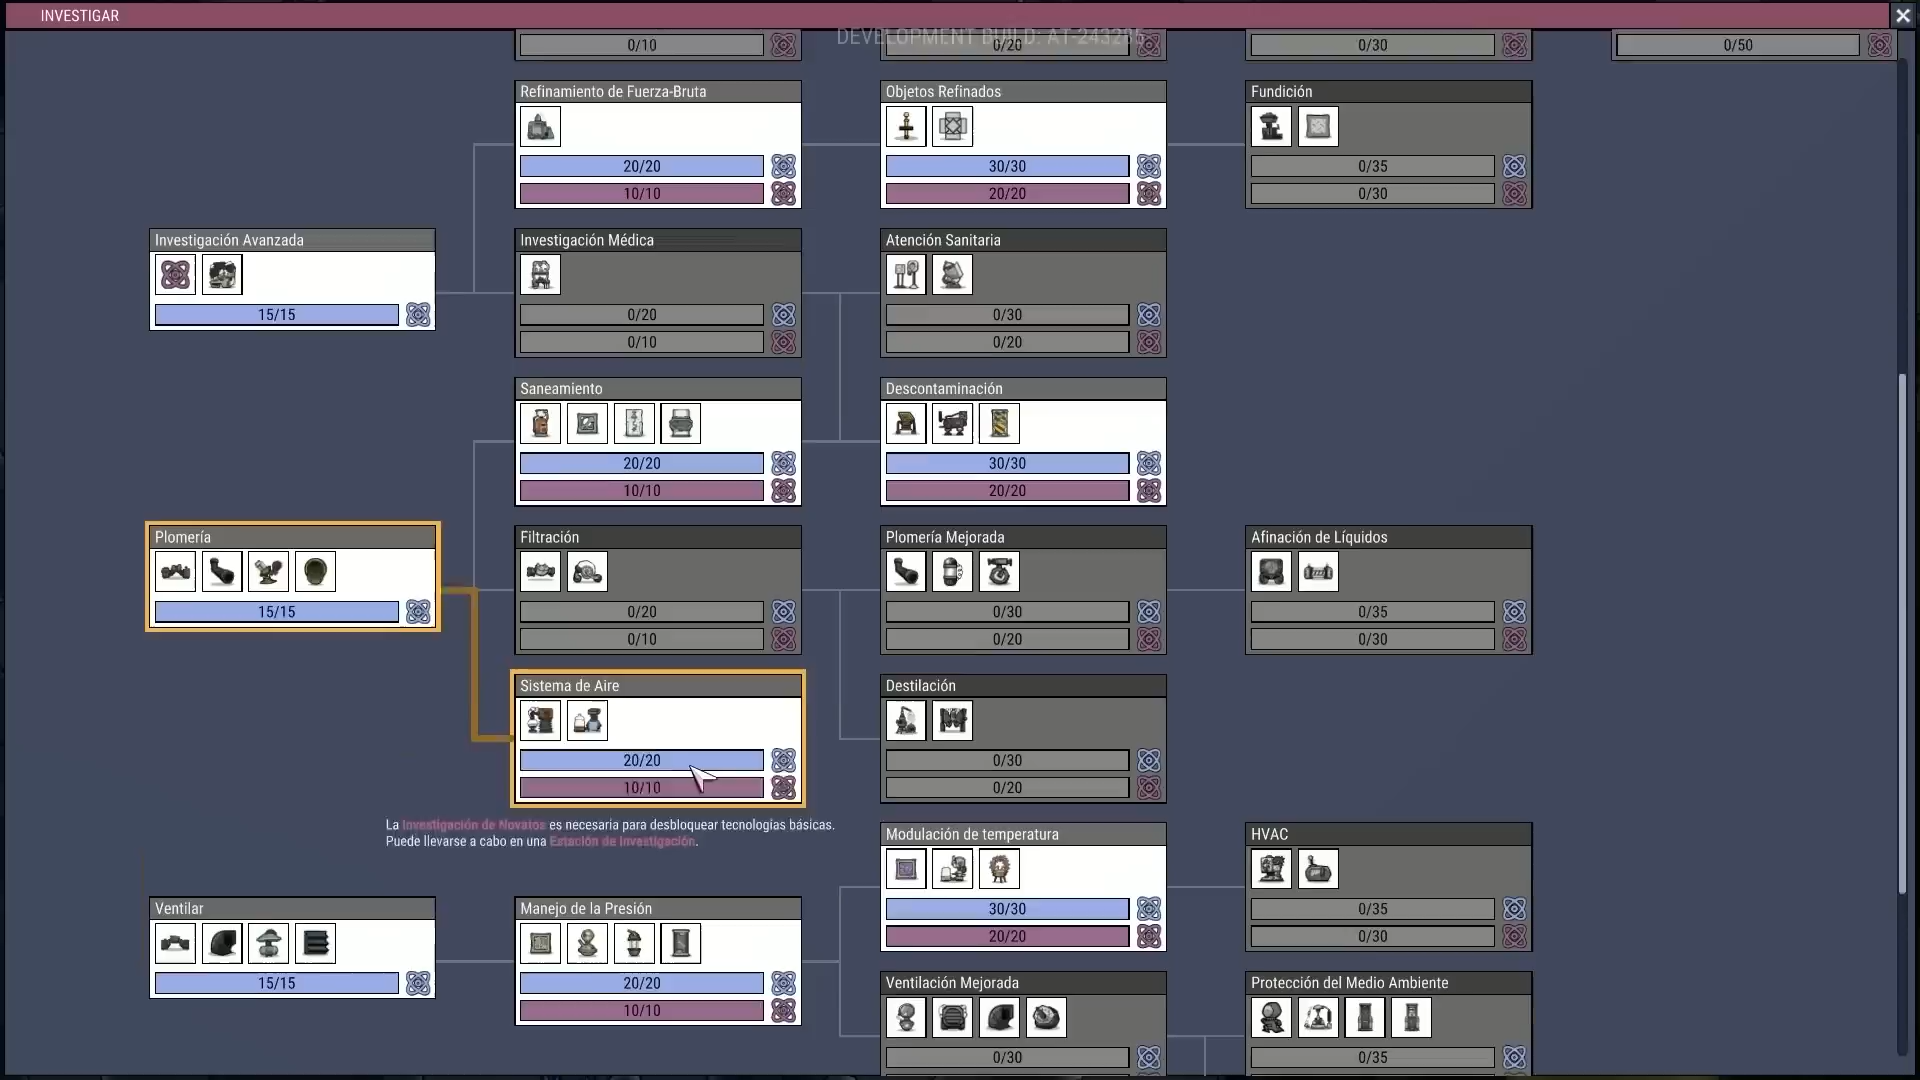 INVESTIGAR
DEVELOPMENT BUILD: AT-243285
0/10
0/20
0/30
0/50
Refinamiento de Fuerza-Bruta
20/20
10/10
Objetos Refinados
30/30
20/20
Fundición
0/35
0/30
Investigación Avanzada
15/15
Investigación Médica
0/20
0/10
Atención Sanitaria
0/30
0/20
Saneamiento
20/20
10/10
Descontaminación
30/30
20/20
Plomería
15/15
Filtración
0/20
0/10
Plomería Mejorada
0/30
0/20
Afinación de Líquidos
0/35
0/30
Sistema de Aire
20/20
10/10
Destilación
0/30
0/20
La Investigación de Novatos es necesaria para desbloquear tecnologías básicas.
Puede llevarse a cabo en una Estación de Investigación.
Modulación de temperatura
30/30
20/20
HVAC
0/35
0/30
Ventilar
15/15
Manejo de la Presión
20/20
10/10
Ventilación Mejorada
0/30
Protección del Medio Ambiente
0/35